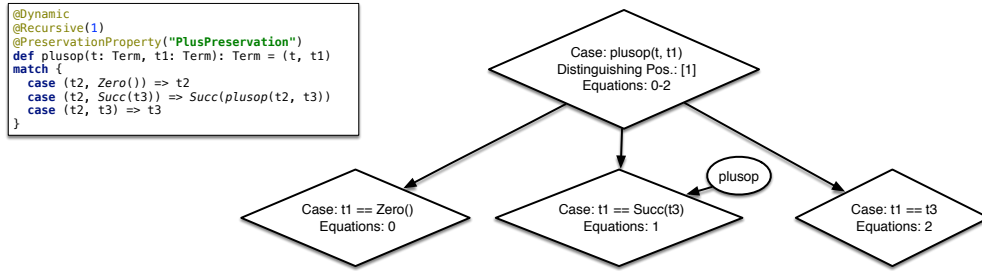 @Dynamic
@Recursive(1)
@PreservationProperty("PlusPreservation")
def plusop(t: Term, t1: Term): Term = (t, t1)
match {
  case (t2, Zero()) => t2
  case (t2, Succ(t3)) => Succ(plusop(t2, t3))
  case (t2, t3) => t3
}
Case: plusop(t, t1)
Distinguishing Pos.: [1]
Equations: 0-2
plusop
Case: t1 == Zero()
Equations: 0
Case: t1 == Succ(t3)
Equations: 1
Case: t1 == t3
Equations: 2